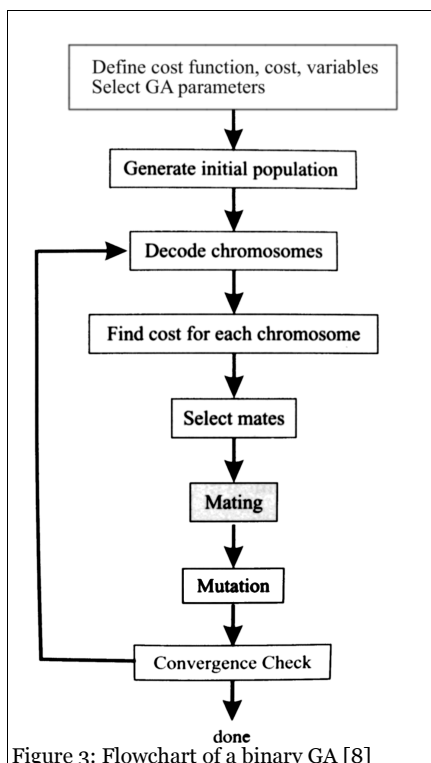 Define cost function, cost, variables
Select GA parameters
Generate initial population
Decode chromosomes
Find cost for each chromosome
Select mates
Mating
Mutation
Convergence Check
done
Figure 3: Flowchart of a binary GA [8]